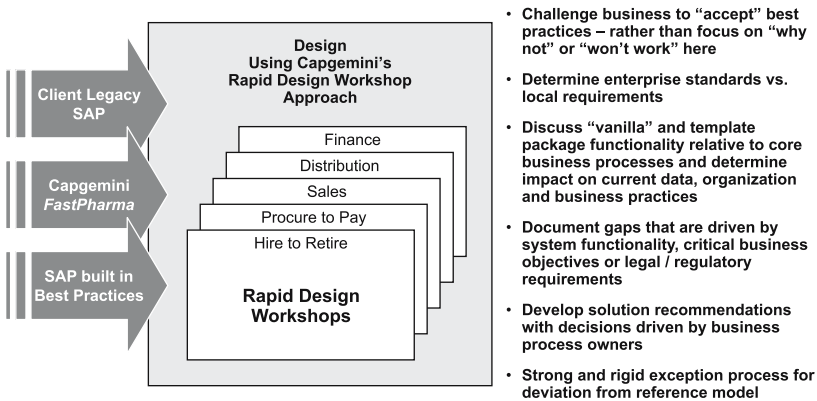 Client Legacy
SAP
Capgemini
FastPharma
SAP built in
Best Practices
Design
Using Capgemini's
Rapid Design Workshop
Approach
Finance
Distribution
Sales
Procure to Pay
Hire to Retire
Rapid Design
Workshops
• Challenge business to “accept” best
practices – rather than focus on “why
not” or “won’t work” here
• Determine enterprise standards vs.
local requirements
• Discuss “vanilla” and template
package functionality relative to core
business processes and determine
impact on current data, organization
and business practices
• Document gaps that are driven by
system functionality, critical business
objectives or legal / regulatory
requirements
• Develop solution recommendations
with decisions driven by business
process owners
• Strong and rigid exception process for
deviation from reference model